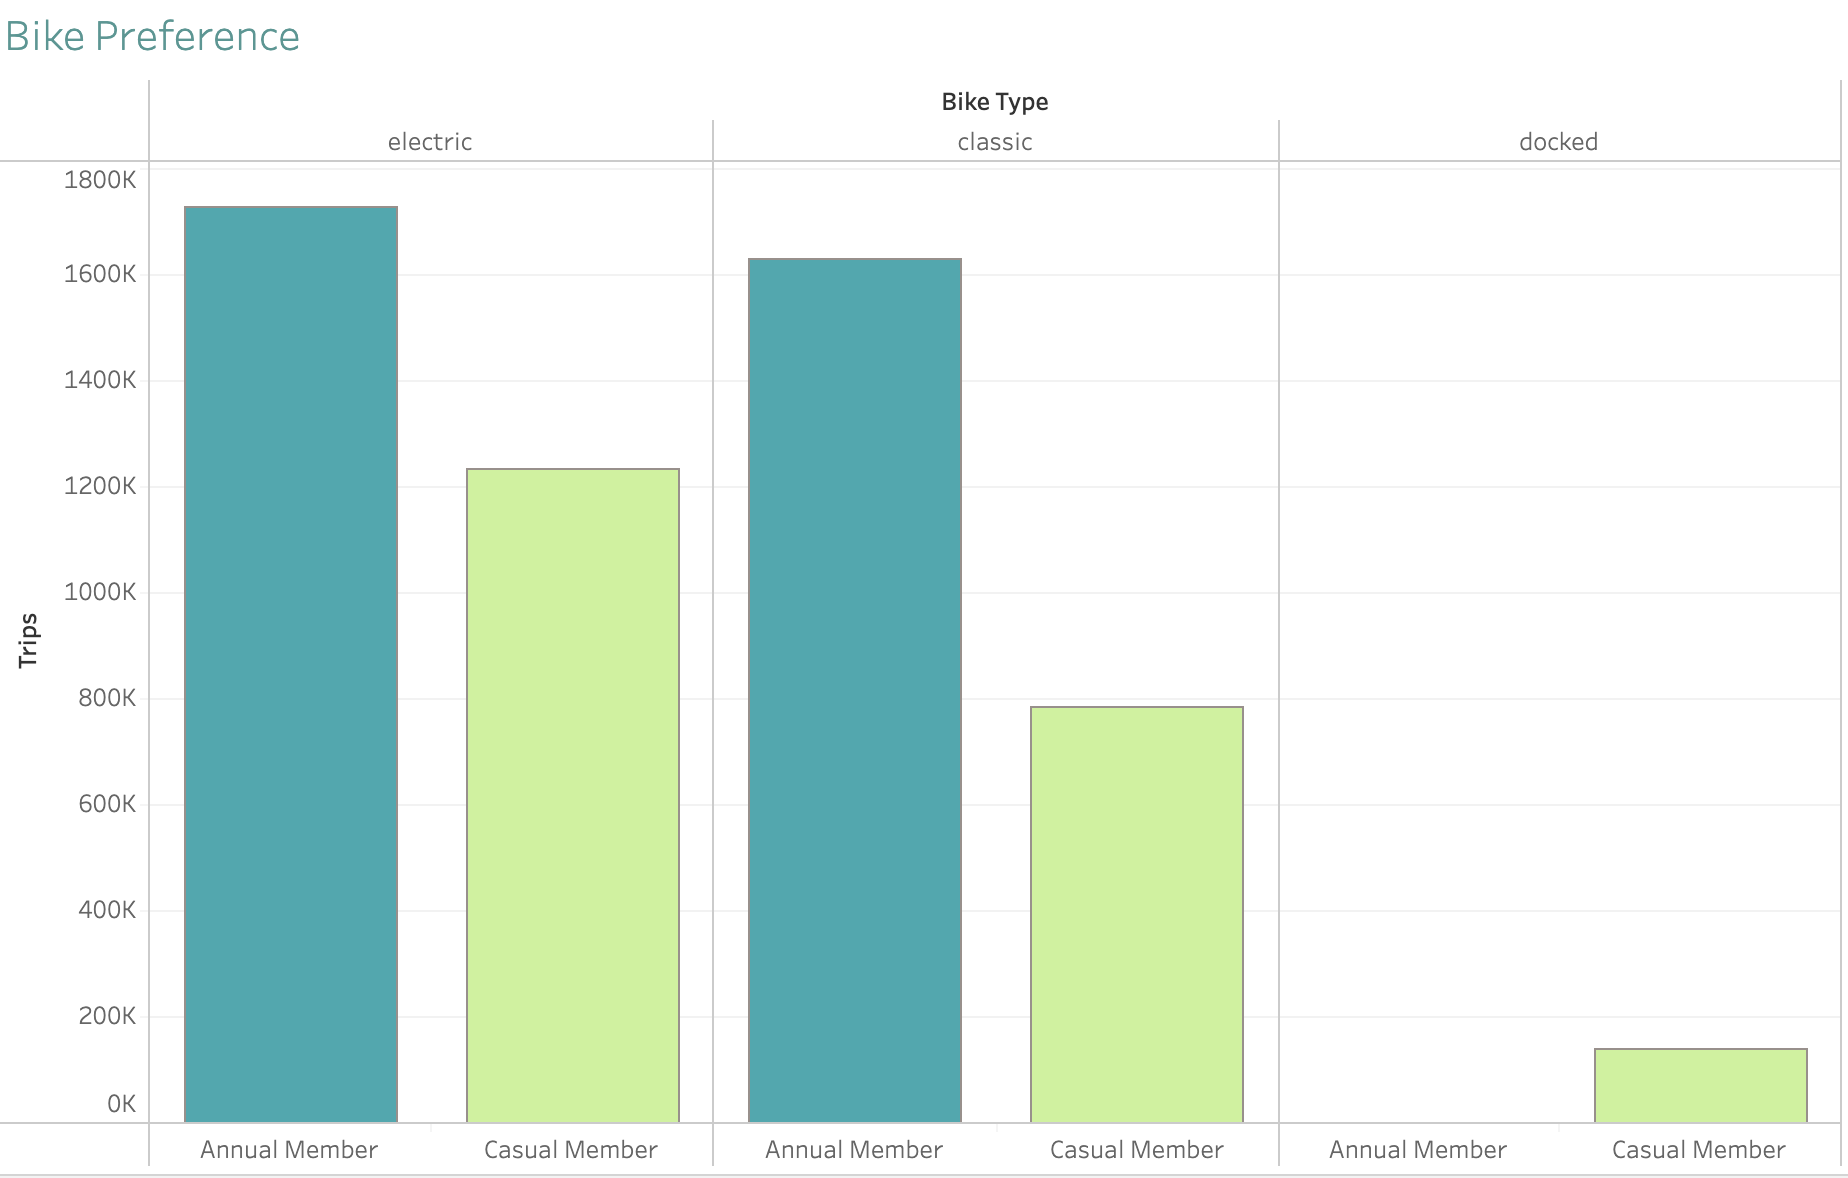 Bike Preference
Bike Type
electric classic docked
1800K
1600K
1400K
1200K
1000K
800K
600K
400K
200K
0K
Trips
Annual Member Casual Member Annual Member Casual Member Annual Member Casual Member